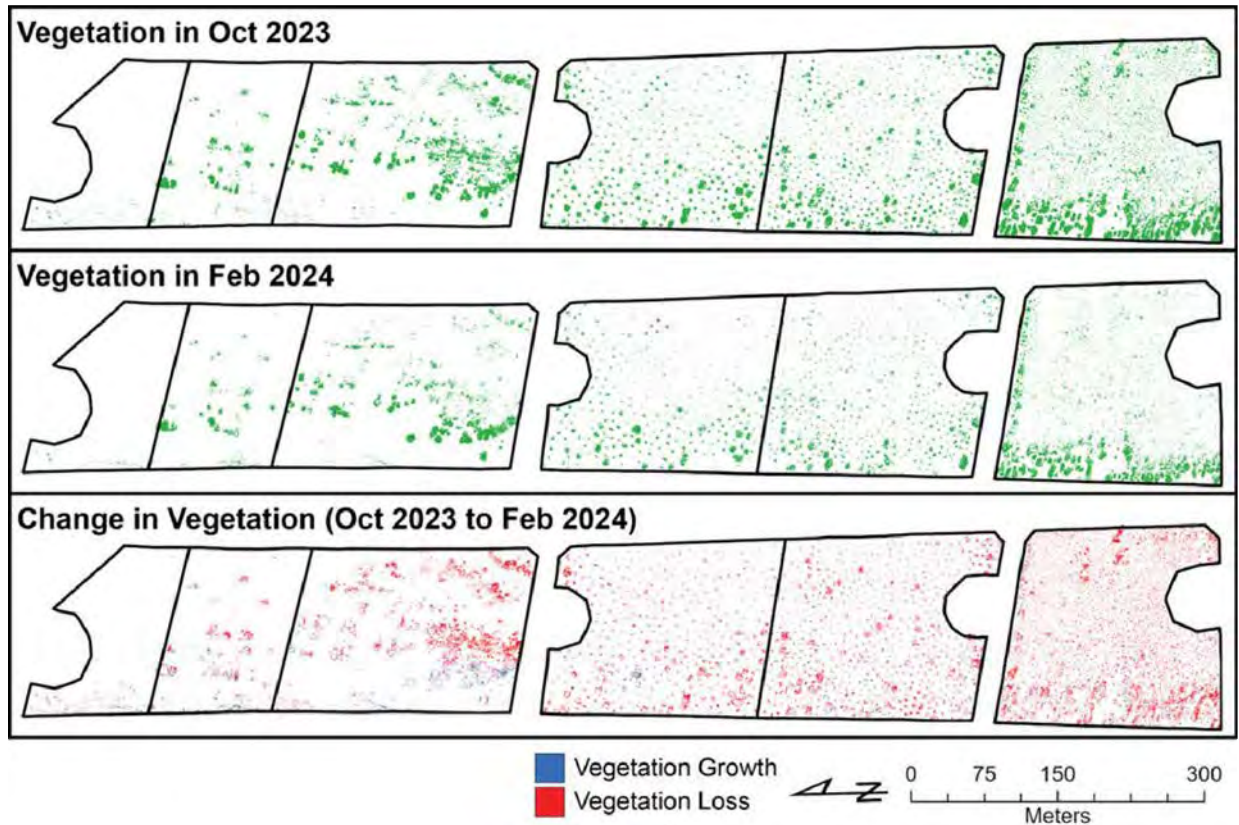 Vegetation in Oct 2023
Vegetation in Feb 2024
Change in Vegetation (Oct 2023 to Feb 2024)
Vegetation Growth
Vegetation Loss
N
0 75 150 300
Meters